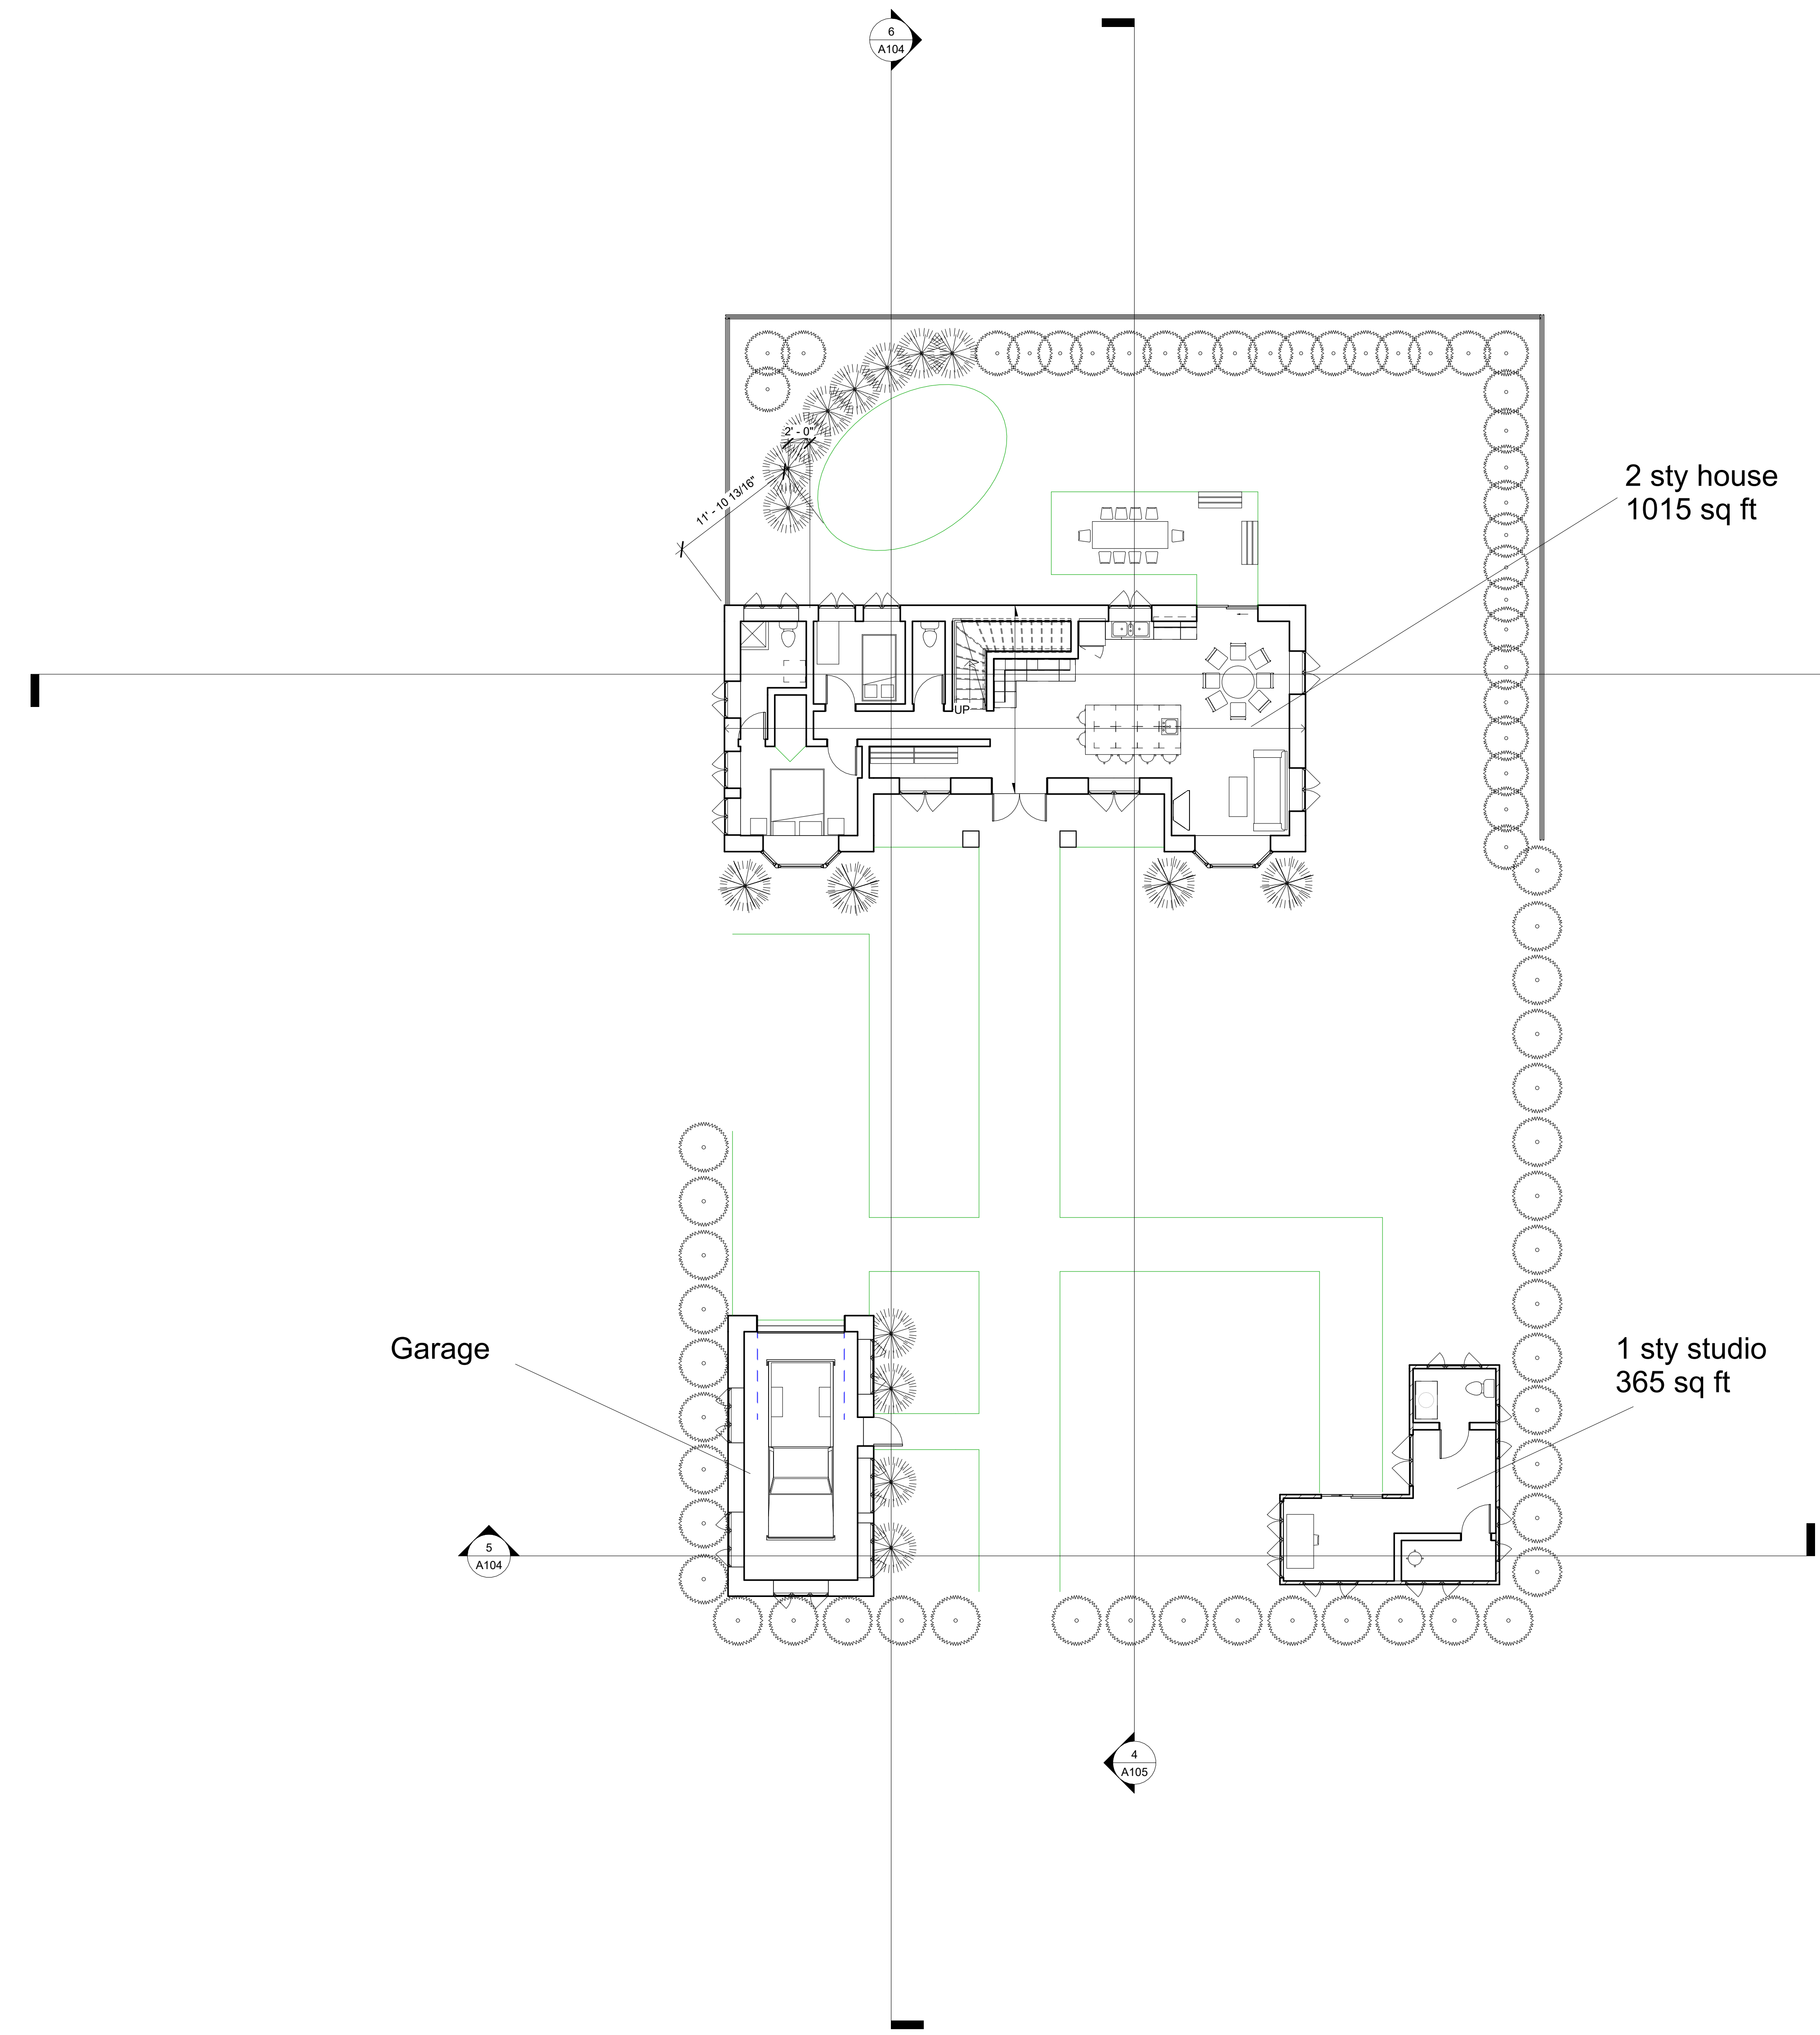 6
A104
2' - 0"
11' - 10 13/16"
2 sty house
1015 sq ft
UP
Garage
1 sty studio
365 sq ft
5
A104
4
A105